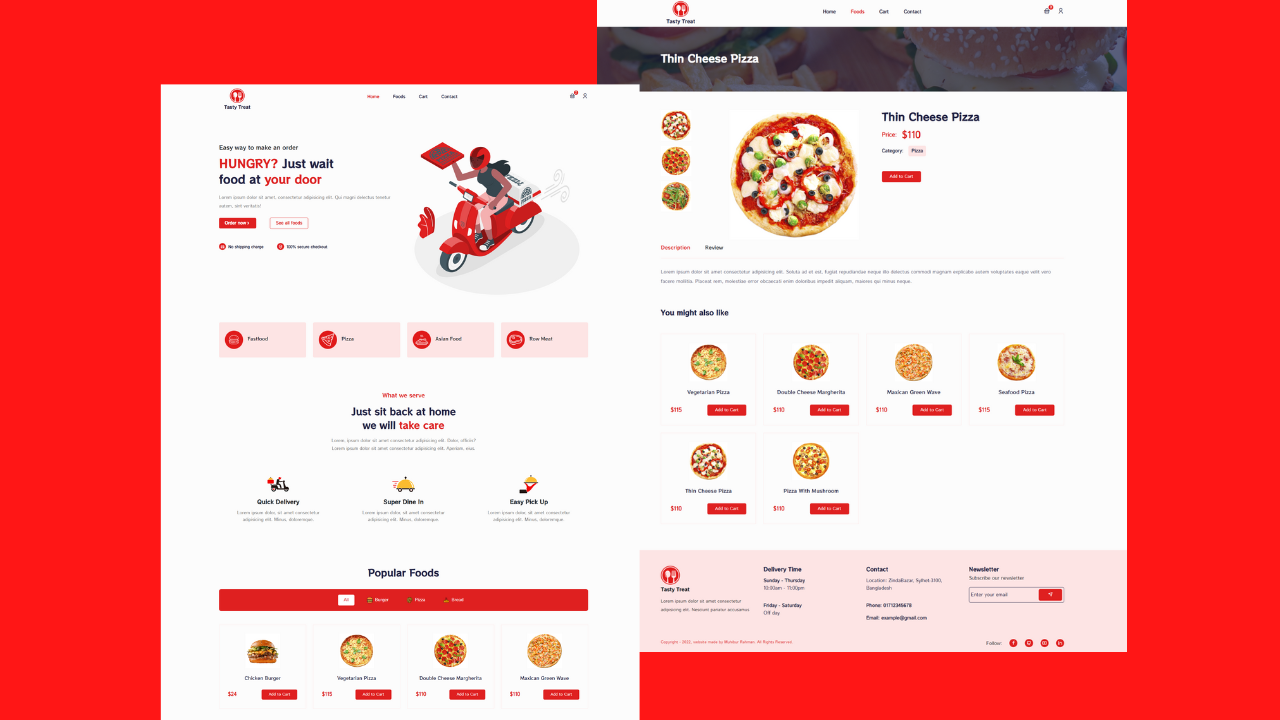 Tasty Treat
Home
Foods
Cart
Contact
Easy way to make an order
HUNGRY? Just wait
food at your door
Lorem ipsum dolor sit amet, consectetur adipisicing elit. Qui magni delectus tenetur
autem, sint veritatis!
Order now
See all foods
No shipping charge
100% secure checkout
Fastfood
Pizza
Asian Food
Row Meat
What we serve
Just sit back at home
we will take care
Lorem, ipsum dolor sit amet consectetur adipisicing elit. Dolor, officiis?
Lorem ipsum dolor sit amet consectetur adipisicing elit. Aperiam, eius.
Quick Delivery
Lorem ipsum dolor, sit amet consectetur
adipisicing elit. Minus, doloremque.
Super Dine In
Lorem ipsum dolor, sit amet consectetur
adipisicing elit. Minus, doloremque.
Easy Pick Up
Lorem ipsum dolor, sit amet consectetur
adipisicing elit. Minus, doloremque.
Popular Foods
All
Burger
Pizza
Bread
Chicken Burger
$24
Add to Cart
Vegetarian Pizza
$115
Add to Cart
Double Cheese Margherita
$110
Add to Cart
Maxican Green Wave
$110
Add to Cart
Tasty Treat
Home
Foods
Cart
Contact
Thin Cheese Pizza
Thin Cheese Pizza
Price: $110
Category: Pizza
Add to Cart
Description
Review
Lorem ipsum dolor sit amet consectetur adipisicing elit. Soluta ad et est, fugiat repudiandae neque illo delectus commodi magnam explicabo autem voluptates eaque velit vero
facere mollitia. Placeat rem, molestiae error obcaecati enim doloribus impedit aliquam, maiores qui minus neque.
You might also like
Vegetarian Pizza
$115
Add to Cart
Double Cheese Margherita
$110
Add to Cart
Maxican Green Wave
$110
Add to Cart
Seafood Pizza
$115
Add to Cart
Thin Cheese Pizza
$110
Add to Cart
Pizza With Mushroom
$110
Add to Cart
Tasty Treat
Lorem ipsum dolor sit amet consectetur
adipisicing elit. Nesciunt pariatur accusamus
Delivery Time
Sunday - Thursday
10:00am - 11:00pm
Friday - Saturday
Off day
Contact
Location: ZindaBazar, Sylhet-3100,
Bangladesh
Phone: 01712345678
Email: example@gmail.com
Newsletter
Subscribe our newsletter
Enter your email
Copyright - 2022, website made by Rahman. All Rights Reserved.
Follow: